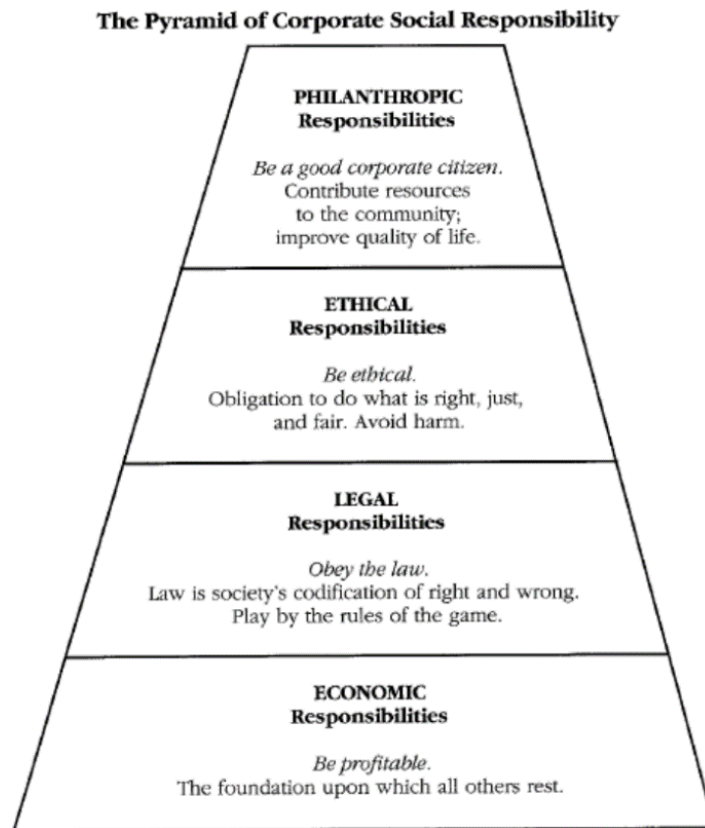 The Pyramid of Corporate Social Responsibility
PHILANTHROPIC
Responsibilities
Be a good corporate citizen.
Contribute resources
to the community;
improve quality of life.
ETHICAL
Responsibilities
Be ethical.
Obligation to do what is right, just,
and fair. Avoid harm.
LEGAL
Responsibilities
Obey the law.
Law is society's codification of right and wrong.
Play by the rules of the game.
ECONOMIC
Responsibilities
Be profitable.
The foundation upon which all others rest.